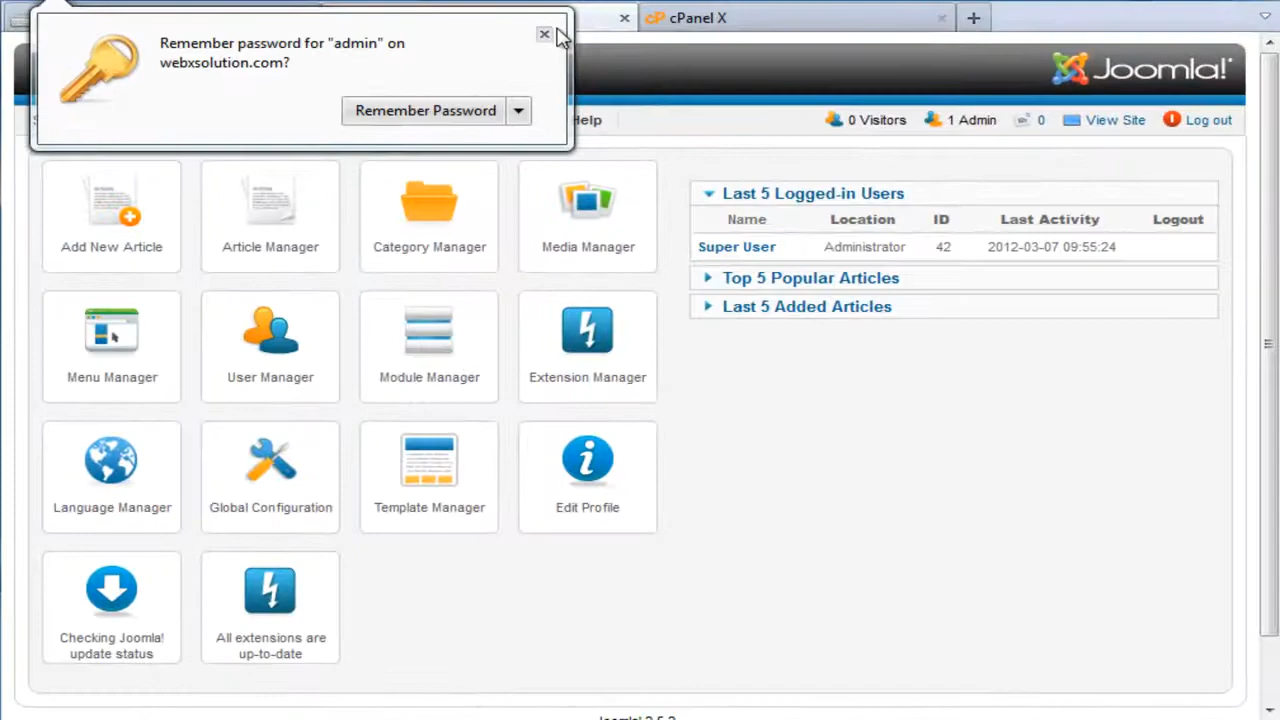 cP cPanel X
Remember password for "admin" on
webxsolution.com?
Remember Password
Joomla!
Help
0 Visitors
1 Admin
0
View Site
Log out
Add New Article
Article Manager
Category Manager
Media Manager
Last 5 Logged-in Users
Name Location ID Last Activity Logout
Super User Administrator 42 2012-03-07 09:55:24
Top 5 Popular Articles
Last 5 Added Articles
Menu Manager
User Manager
Module Manager
Extension Manager
Language Manager
Global Configuration
Template Manager
Edit Profile
Checking Joomla!
update status
All extensions are
up-to-date